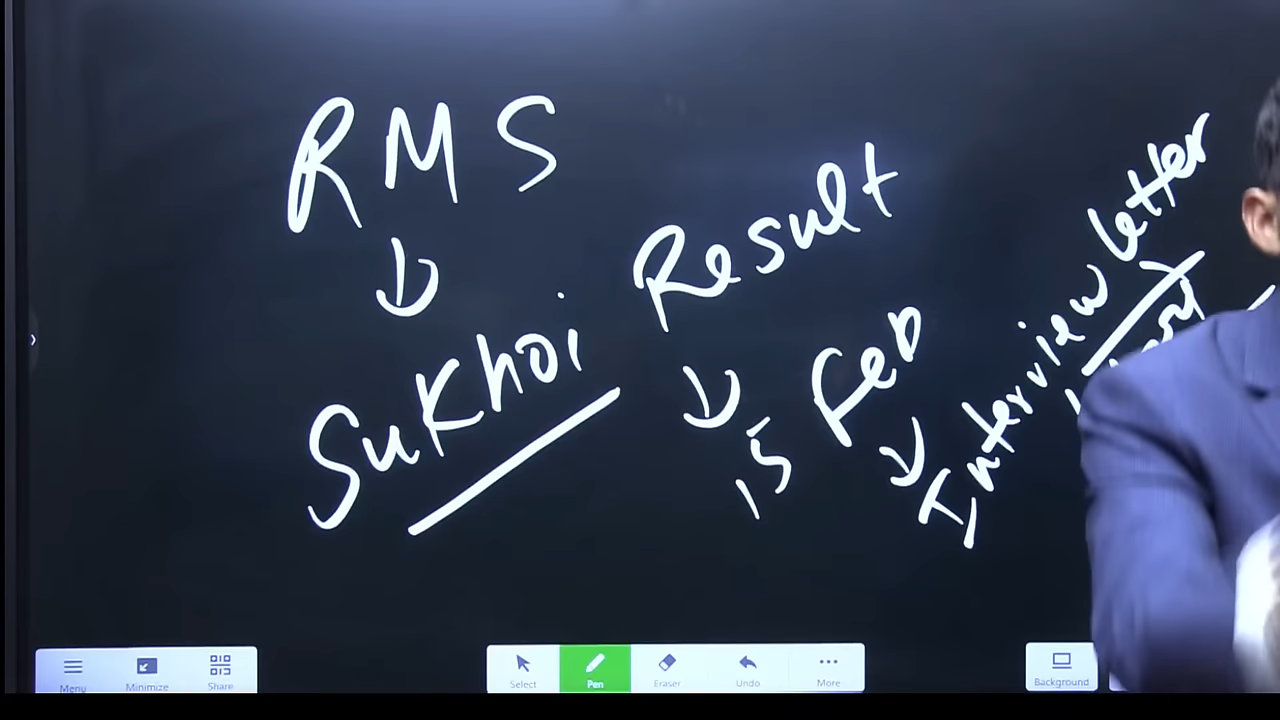 RMS
Sukhoi
Result
15 Feb
Interview letter
Menu
Minimize
Share
Select
Pen
Eraser
Undo
More
Background